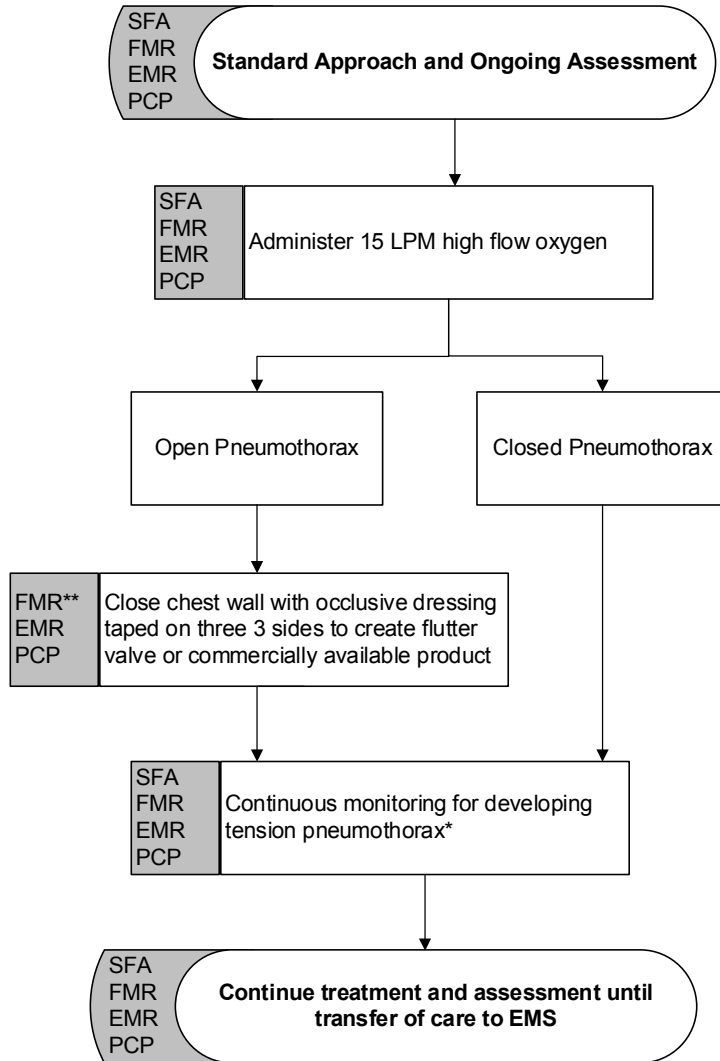 SFA
FMR
EMR
PCP
Standard Approach and Ongoing Assessment
SFA
FMR
EMR
PCP
Administer 15 LPM high flow oxygen
Open Pneumothorax
Closed Pneumothorax
FMR**
EMR
PCP
Close chest wall with occlusive dressing
taped on three 3 sides to create flutter
valve or commercially available product
SFA
FMR
EMR
PCP
Continuous monitoring for developing
tension pneumothorax*
SFA
FMR
EMR
PCP
Continue treatment and assessment until
transfer of care to EMS